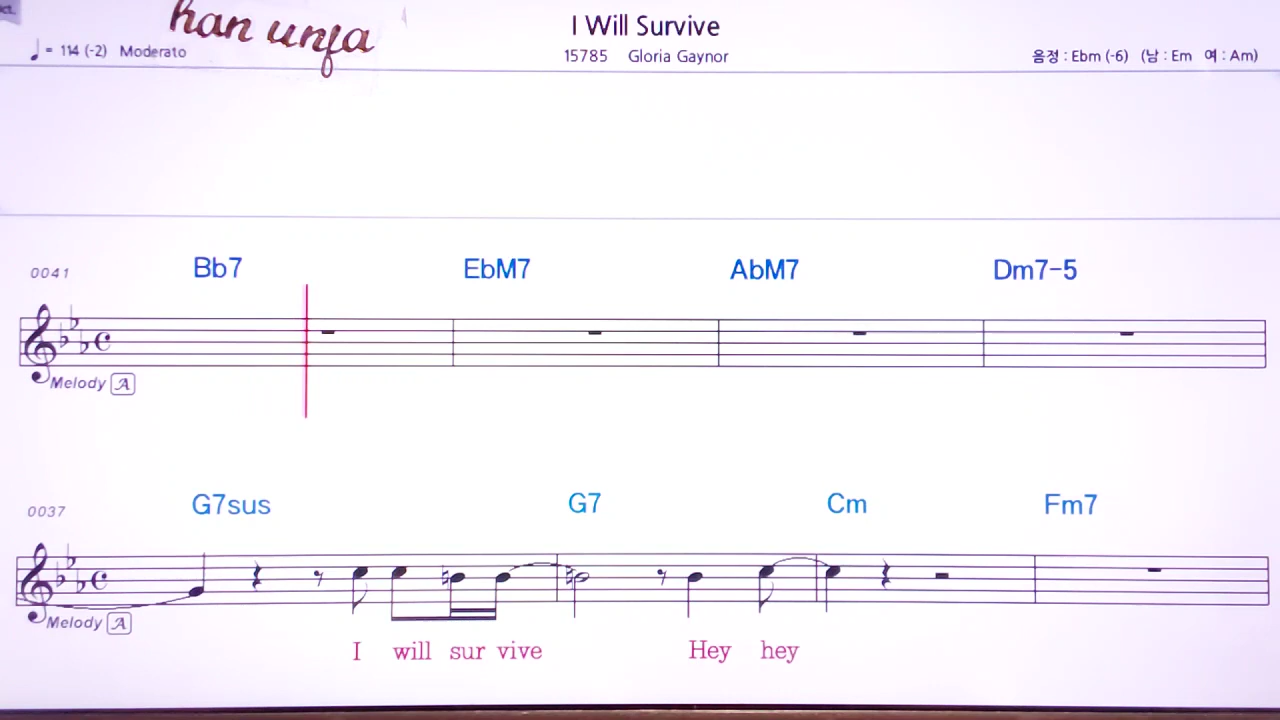 han unfa
I Will Survive
♩ = 114 (-2) Moderato
15785 Gloria Gaynor
음정 : Ebm (-6) (남 : Em 여 : Am)
0041 Bb7 EbM7 AbM7 Dm7-5
Melody A
0037 G7sus G7 Cm Fm7
Melody A
I will sur vive Hey hey